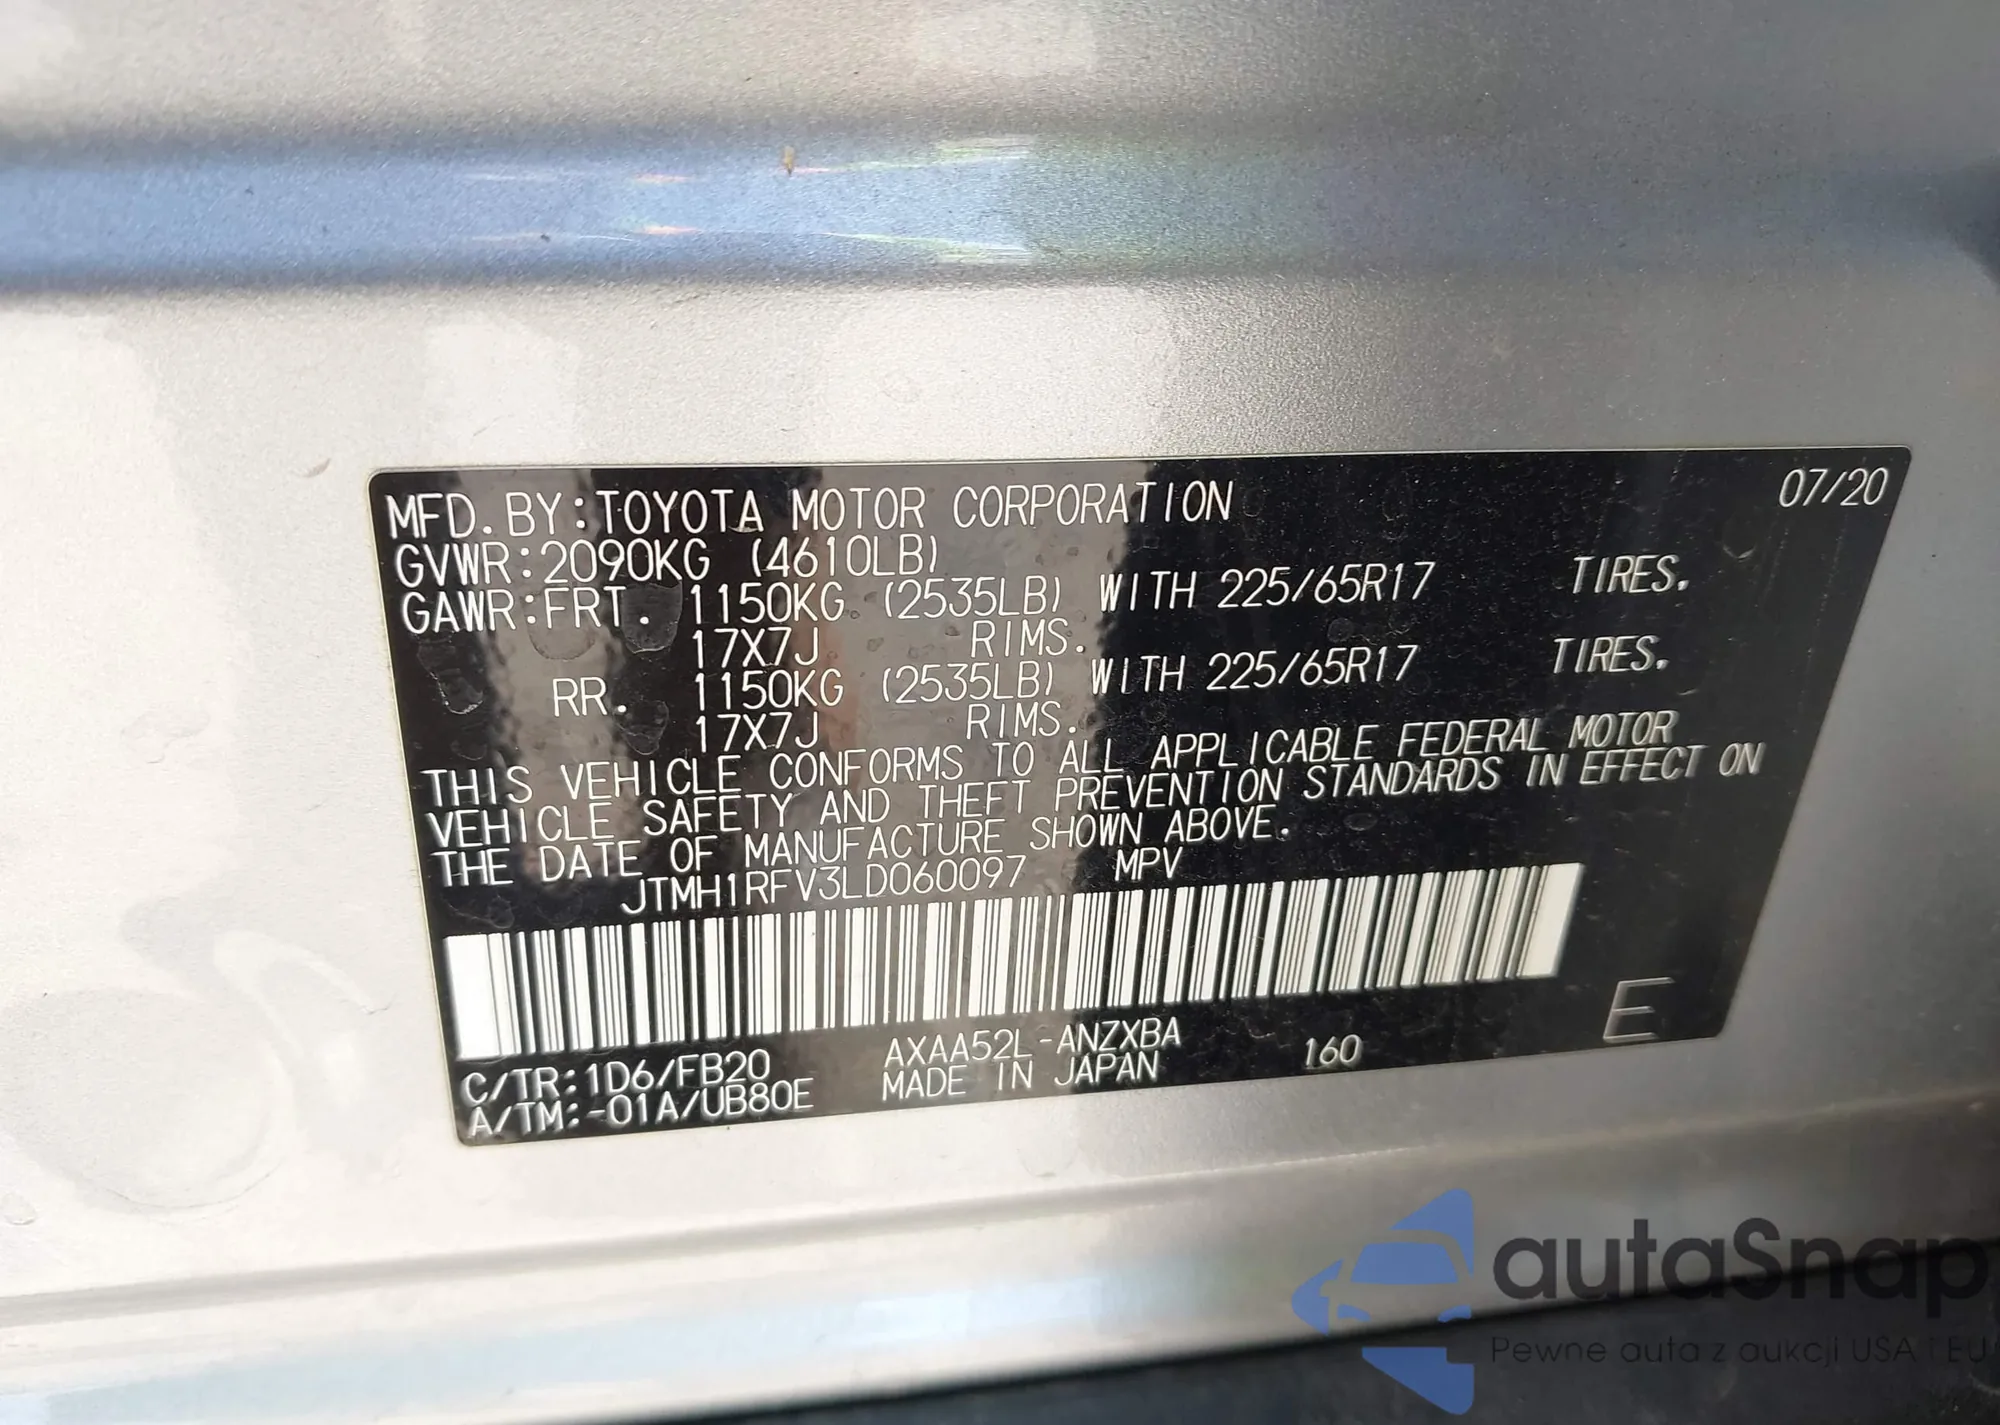 07/20
MFD. BY:TOYOTA MOTOR CORPORATION
GVWR:2090KG (4610LB)
GAWR:FRT. 1150KG (2535LB) WITH 225/65R17 TIRES.
17X7J RIMS.
RR. 1150KG (2535LB) WITH 225/65R17 TIRES.
17X7J RIMS.
THIS VEHICLE CONFORMS TO ALL APPLICABLE FEDERAL MOTOR
VEHICLE SAFETY AND THEFT PREVENTION STANDARDS IN EFFECT ON
THE DATE OF MANUFACTURE SHOWN ABOVE.
JTMH1RFV3LD060097 MPV
E
C/TR:1D6/FB20 AXAA52L-ANZXBA 160
A/TM:-01A/UB80E MADE IN JAPAN
autaSnap
Pewne auta z aukcji USA i EU